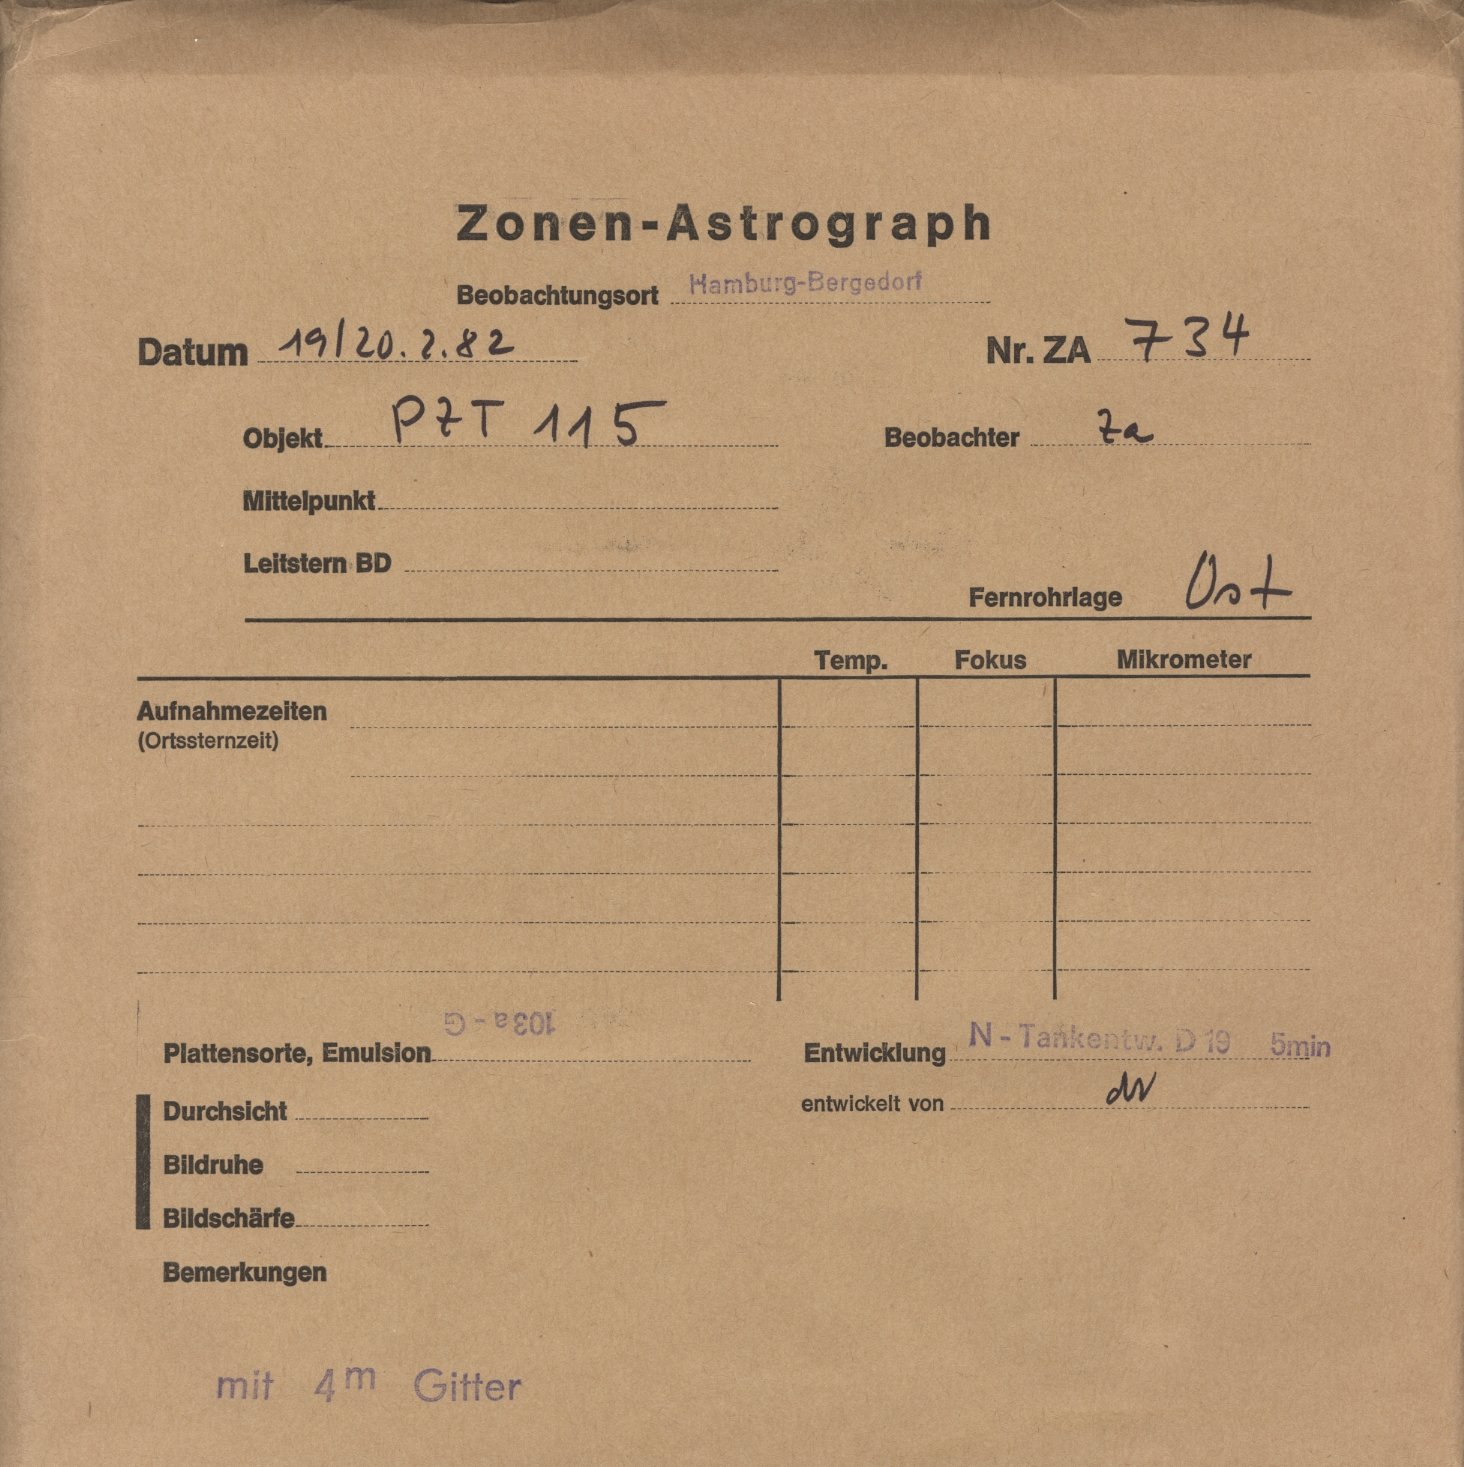 Zonen-Astrograph
Beobachtungsort Hamburg-Bergedorf
Datum 19/20.2.82 Nr. ZA 734
Objekt PZT 115 Beobachter Za
Mittelpunkt
Leitstern BD
Fernrohrlage Ost
Temp. Fokus Mikrometer
Aufnahmezeiten
(Ortssternzeit)
Plattensorte, Emulsion 103a-G Entwicklung N-Tankentw. D19 5min
Durchsicht entwickelt von
Bildruhe
Bildschärfe
Bemerkungen
mit 4m Gitter